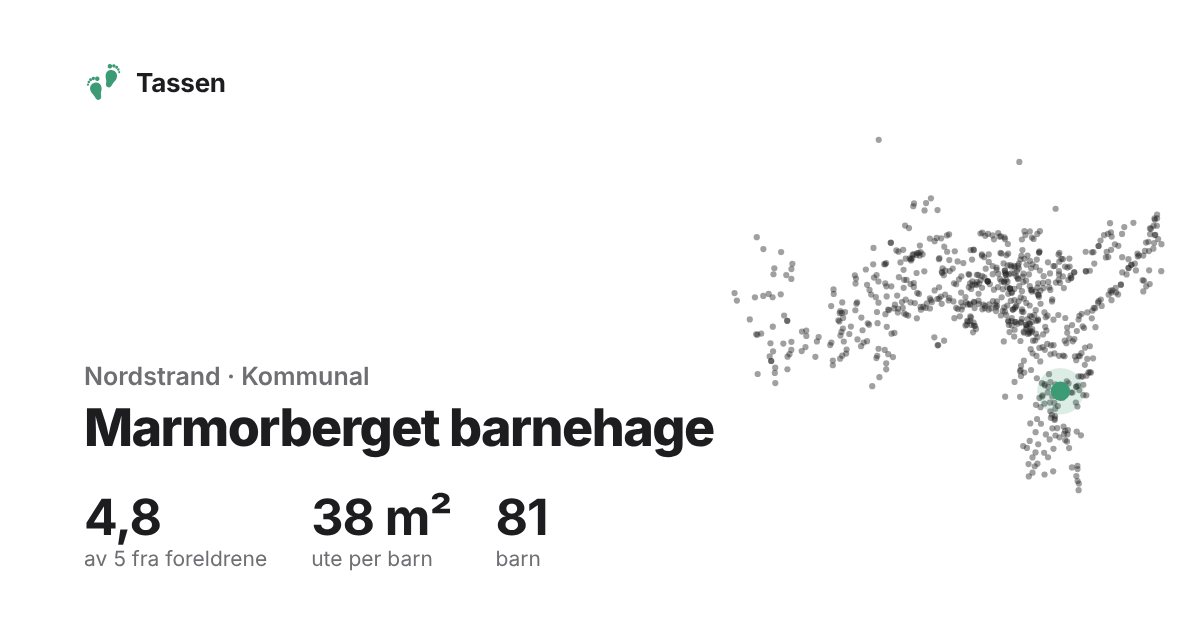 Tassen
Nordstrand · Kommunal
Marmorberget barnehage
4,8
av 5 fra foreldrene
38 m²
ute per barn
81
barn